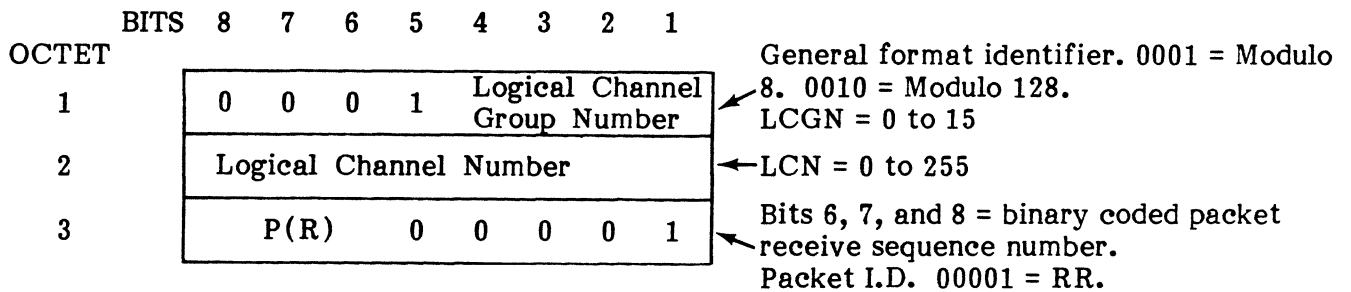 BITS 8 7 6 5 4 3 2 1
OCTET
General format identifier. 0001 = Modulo
1 0 0 0 1 Logical Channel 8. 0010 = Modulo 128.
Group Number LCGN = 0 to 15
2 Logical Channel Number LCN = 0 to 255
Bits 6, 7, and 8 = binary coded packet
3 P(R) 0 0 0 0 1 receive sequence number.
Packet I.D. 00001 = RR.